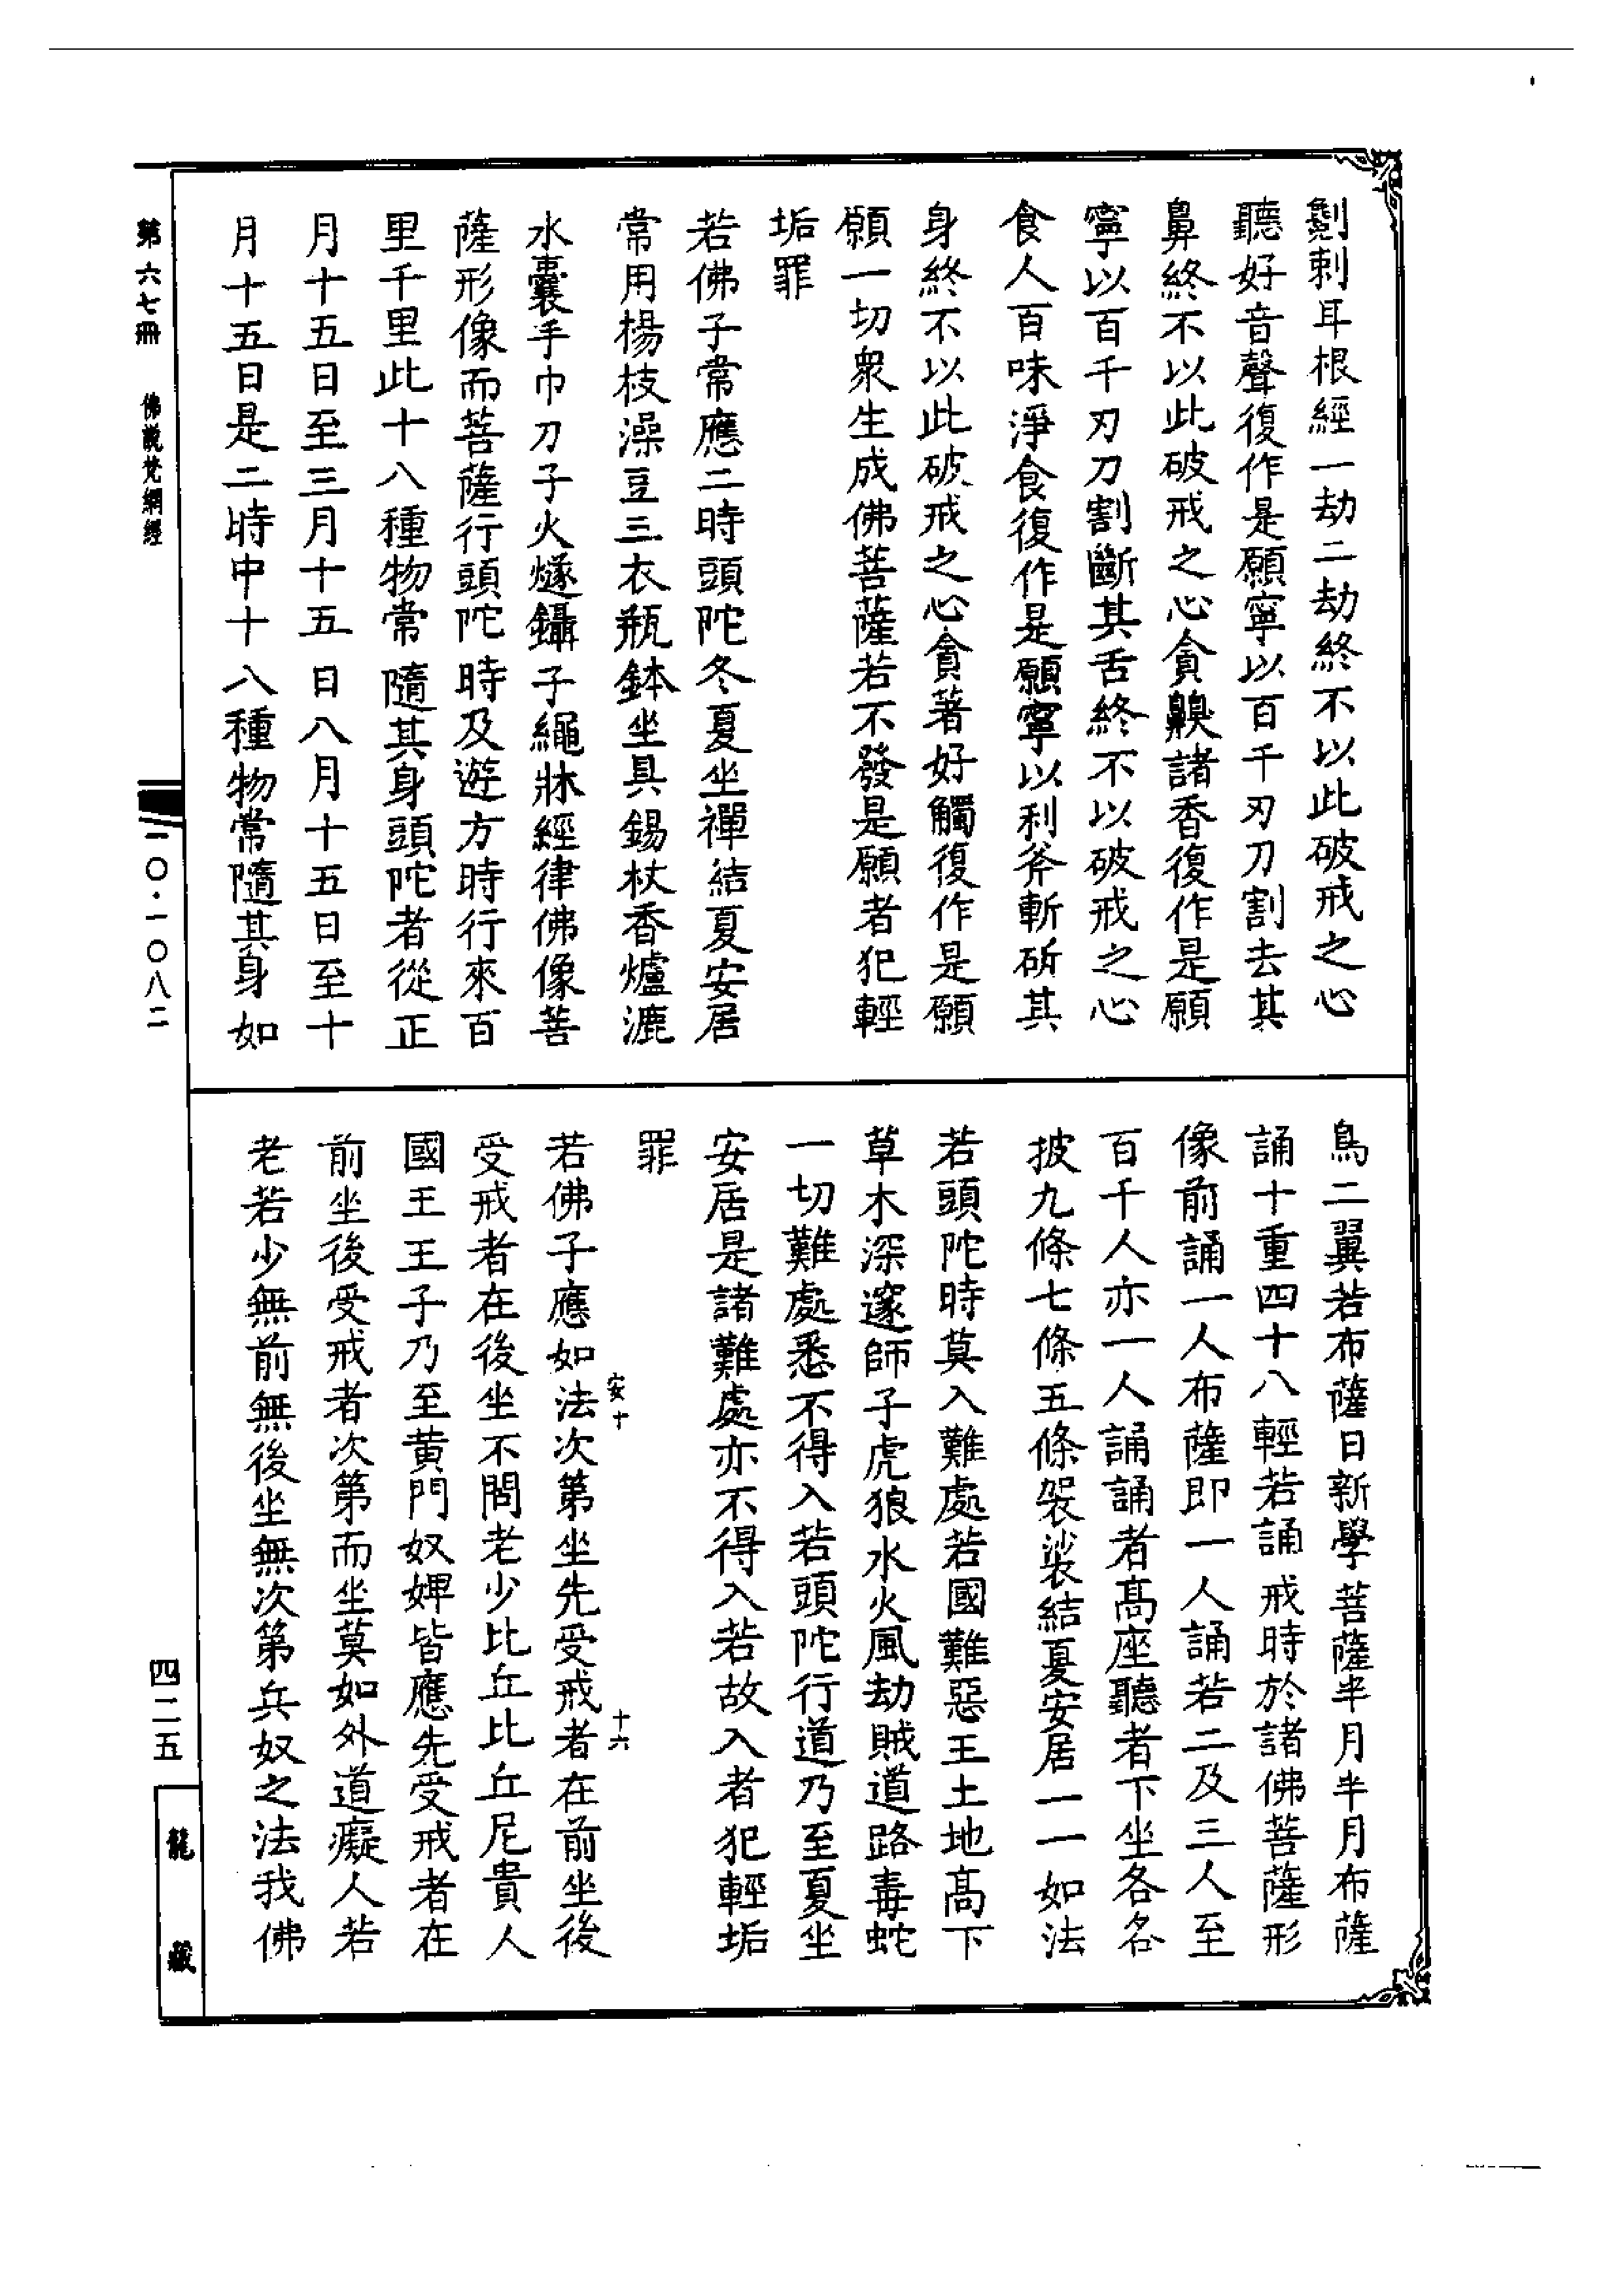 劖刺耳根經一劫二劫終不以此破戒之心
聽好音聲復作是願寧以百千刃刀割去其
鼻終不以此破戒之心貪齅諸香復作是願
寧以百千刃刀割斷其舌終不以破戒之心
食人百味淨食復作是願寧以利斧斬斫其
身終不以此破戒之心貪著好觸復作是願
願一切衆生成佛菩薩若不發是願者犯輕
垢罪
若佛子常應二時頭陀冬夏坐禪結夏安居
常用楊枝澡豆三衣瓶鉢坐具錫杖香爐漉
水囊手巾刀子火燧鑷子繩牀經律佛像菩
薩形像而菩薩行頭陀時及遊方時行來百
里千里此十八種物常隨其身頭陀者從正
月十五日至三月十五日八月十五日至十
月十五日是二時中十八種物常隨其身如
鳥二翼若布薩日新學菩薩半月半月布薩
誦十重四十八輕若誦戒時於諸佛菩薩形
像前誦一人布薩即一人誦若二及三人至
百千人亦一人誦誦者髙座聽者下坐各各
披九條七條五條袈裟結夏安居一一如法
若頭陀時莫入難處若國難惡王土地髙下
草木深邃師子虎狼水火風劫賊道路毒蛇
一切難處悉不得入若頭陀行道乃至夏坐
安居是諸難處亦不得入若故入者犯輕垢
罪
安十
十六
若佛子應如法次第坐先受戒者在前坐後
受戒者在後坐不問老少比丘比丘尼貴人
國王王子乃至黄門奴婢皆應先受戒者在
前坐後受戒者次第而坐莫如外道癡人若
老若少無前無後坐無次第兵奴之法我佛
第六七冊
佛說梵網經
一〇·一〇八二
四二五
龍藏